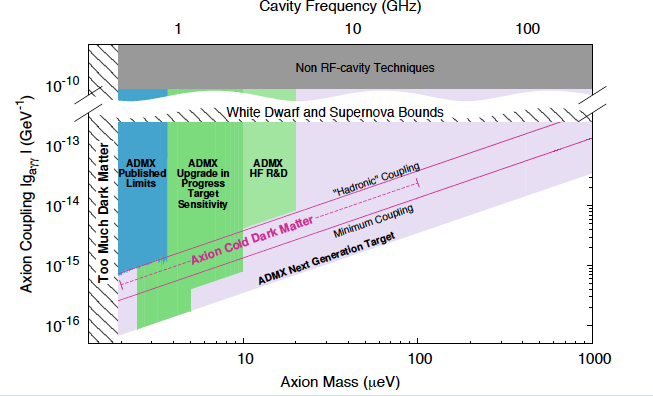 Cavity Frequency (GHz)
1 10 100
Non RF-cavity Techniques
10-10
White Dwarf and Supernova Bounds
10-13
10-14
10-15
10-16
Axion Coupling |gaγγ| (GeV-1)
Too Much Dark Matter
ADMX
Published
Limits
ADMX
Upgrade in
Progress
Target
Sensitivity
ADMX
HF R&D
"Hadronic" Coupling
Axion Cold Dark Matter
Minimum Coupling
ADMX Next Generation Target
10 100 1000
Axion Mass (μeV)